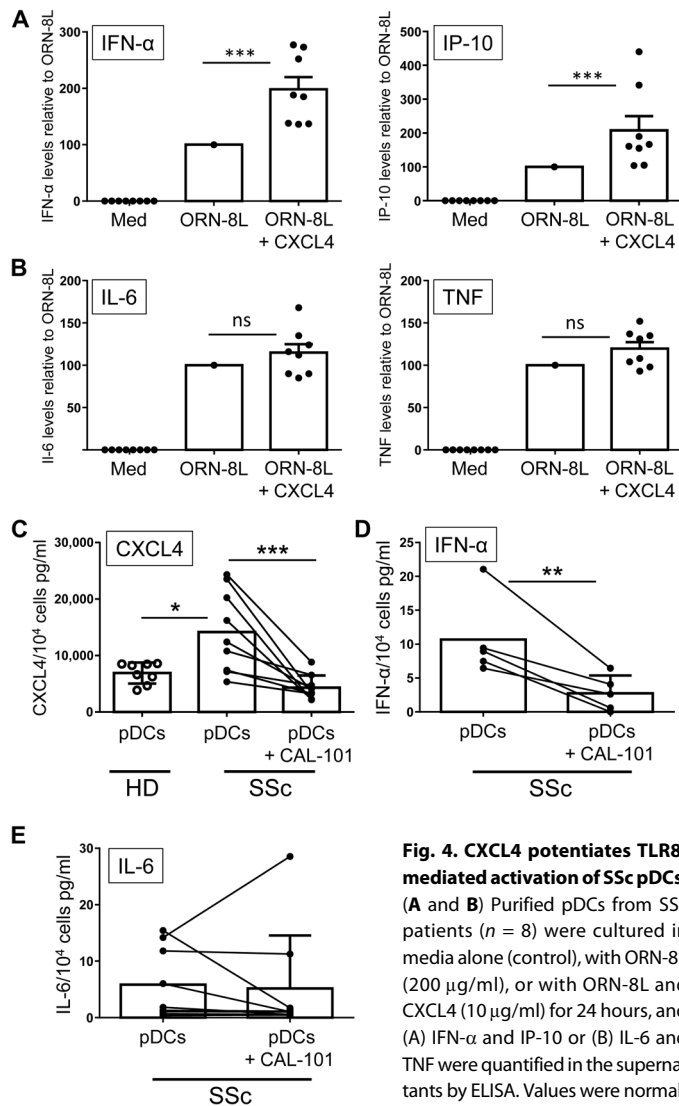 A
IFN-α
IFN-α levels relative to ORN-8L
300
200
100
0
***
Med
ORN-8L
ORN-8L
+ CXCL4
IP-10
IP-10 levels relative to ORN-8L
500
400
300
200
100
0
***
Med
ORN-8L
ORN-8L
+ CXCL4
B
IL-6
Il-6 levels relative to ORN-8L
200
150
100
50
0
ns
Med
ORN-8L
ORN-8L
+ CXCL4
TNF
TNF levels relative to ORN-8L
200
150
100
50
0
ns
Med
ORN-8L
ORN-8L
+ CXCL4
C
CXCL4
CXCL4/10⁴ cells pg/ml
30,000
20,000
10,000
0
*
***
pDCs
pDCs
pDCs
+ CAL-101
HD
SSc
D
IFN-α
IFN-α/10⁴ cells pg/ml
25
20
15
10
5
0
**
pDCs
pDCs
+ CAL-101
SSc
E
IL-6
IL-6/10⁴ cells pg/ml
30
20
10
0
pDCs
pDCs
+ CAL-101
SSc
Fig. 4. CXCL4 potentiates TLR8
mediated activation of SSc pDCs
(A and B) Purified pDCs from SS
patients (n = 8) were cultured in
media alone (control), with ORN-8
(200 μg/ml), or with ORN-8L and
CXCL4 (10 μg/ml) for 24 hours, and
(A) IFN-α and IP-10 or (B) IL-6 and
TNF were quantified in the superna
tants by ELISA. Values were normal